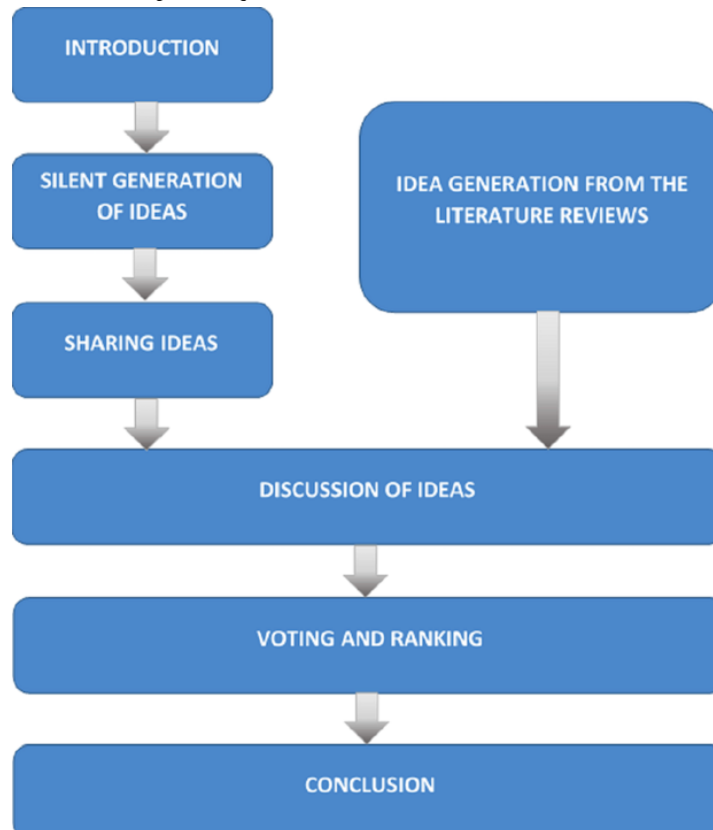 INTRODUCTION
SILENT GENERATION
OF IDEAS
IDEA GENERATION FROM THE
LITERATURE REVIEWS
SHARING IDEAS
DISCUSSION OF IDEAS
VOTING AND RANKING
CONCLUSION